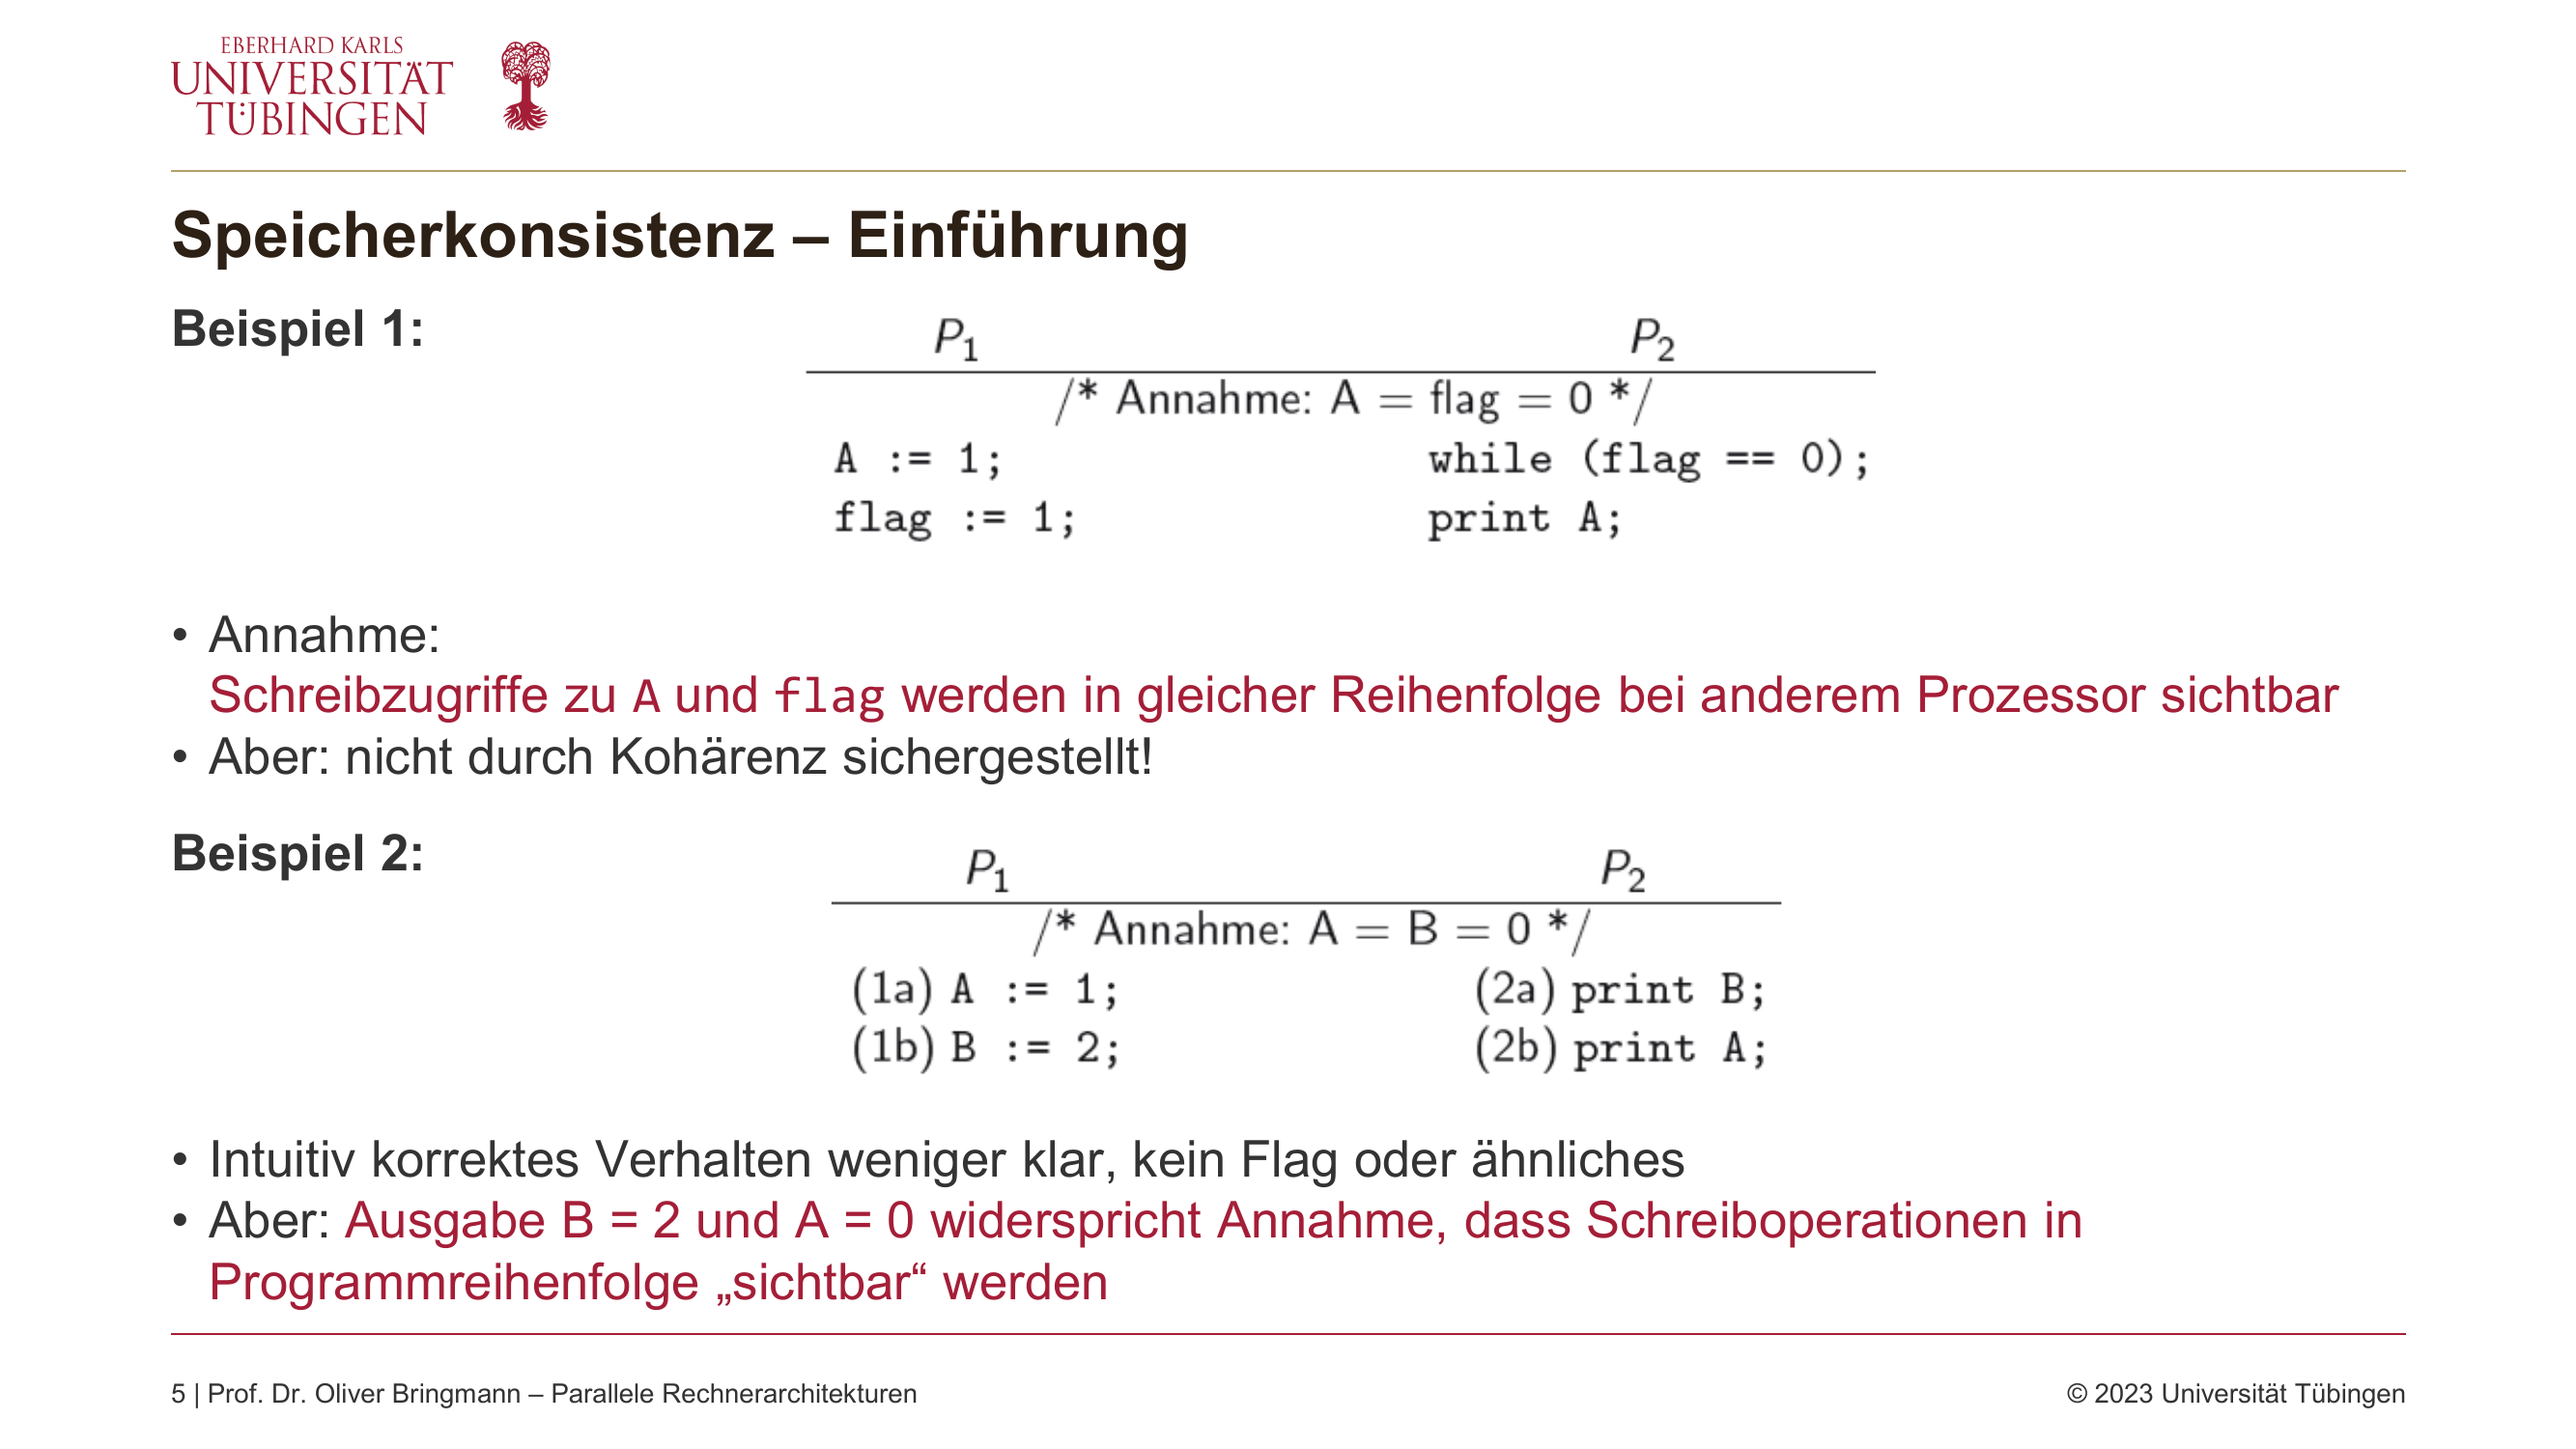 EBERHARD KARLS
UNIVERSITÄT
TÜBINGEN
Speicherkonsistenz – Einführung
Beispiel 1:
P1 P2
/* Annahme: A = flag = 0 */
A := 1; while (flag == 0);
flag := 1; print A;
• Annahme:
Schreibzugriffe zu A und flag werden in gleicher Reihenfolge bei anderem Prozessor sichtbar
• Aber: nicht durch Kohärenz sichergestellt!
Beispiel 2:
P1 P2
/* Annahme: A = B = 0 */
(1a) A := 1; (2a) print B;
(1b) B := 2; (2b) print A;
• Intuitiv korrektes Verhalten weniger klar, kein Flag oder ähnliches
• Aber: Ausgabe B = 2 und A = 0 widerspricht Annahme, dass Schreiboperationen in
Programmreihenfolge „sichtbar“ werden
5 | Prof. Dr. Oliver Bringmann – Parallele Rechnerarchitekturen © 2023 Universität Tübingen